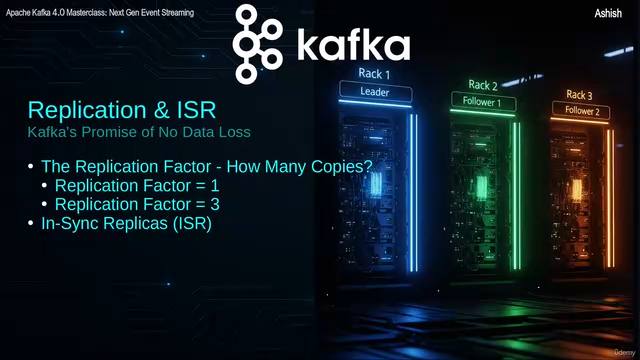 Apache Kafka 4.0 Masterclass: Next Gen Event Streaming
Ashish
kafka
Replication & ISR
Kafka's Promise of No Data Loss
• The Replication Factor - How Many Copies?
• Replication Factor = 1
• Replication Factor = 3
• In-Sync Replicas (ISR)
Rack 1
Leader
Rack 2
Follower 1
Rack 3
Follower 2
ûdemy